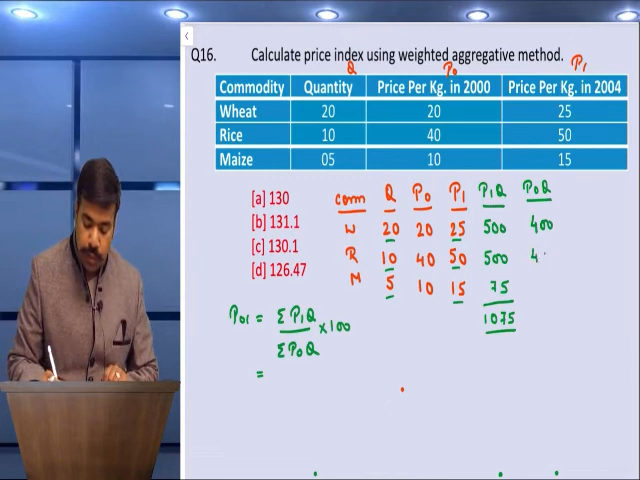 Q16. Calculate price index using weighted aggregative method.
Q P₀ P₁
Commodity Quantity Price Per Kg. in 2000 Price Per Kg. in 2004
Wheat 20 20 25
Rice 10 40 50
Maize 05 10 15
[a] 130
[b] 131.1
[c] 130.1
[d] 126.47
Comm Q P₀ P₁ P₁Q P₀Q
W 20 20 25 500 400
R 10 40 50 500 4
M 5 10 15 75
1075
P₀₁ = ΣP₁Q / ΣP₀Q × 100
=